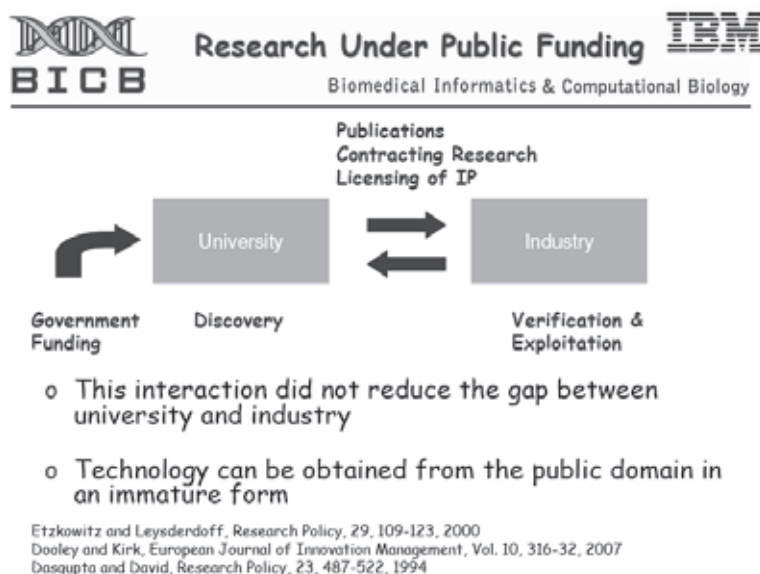 BICB
Research Under Public Funding
IBM
Biomedical Informatics & Computational Biology
Publications
Contracting Research
Licensing of IP
University
Industry
Government
Funding
Discovery
Verification &
Exploitation
o This interaction did not reduce the gap between
university and industry
o Technology can be obtained from the public domain in
an immature form
Etzkowitz and Leysderdoff, Research Policy, 29, 109-123, 2000
Dooley and Kirk, European Journal of Innovation Management, Vol. 10, 316-32, 2007
Dasgupta and David, Research Policy, 23, 487-522, 1994